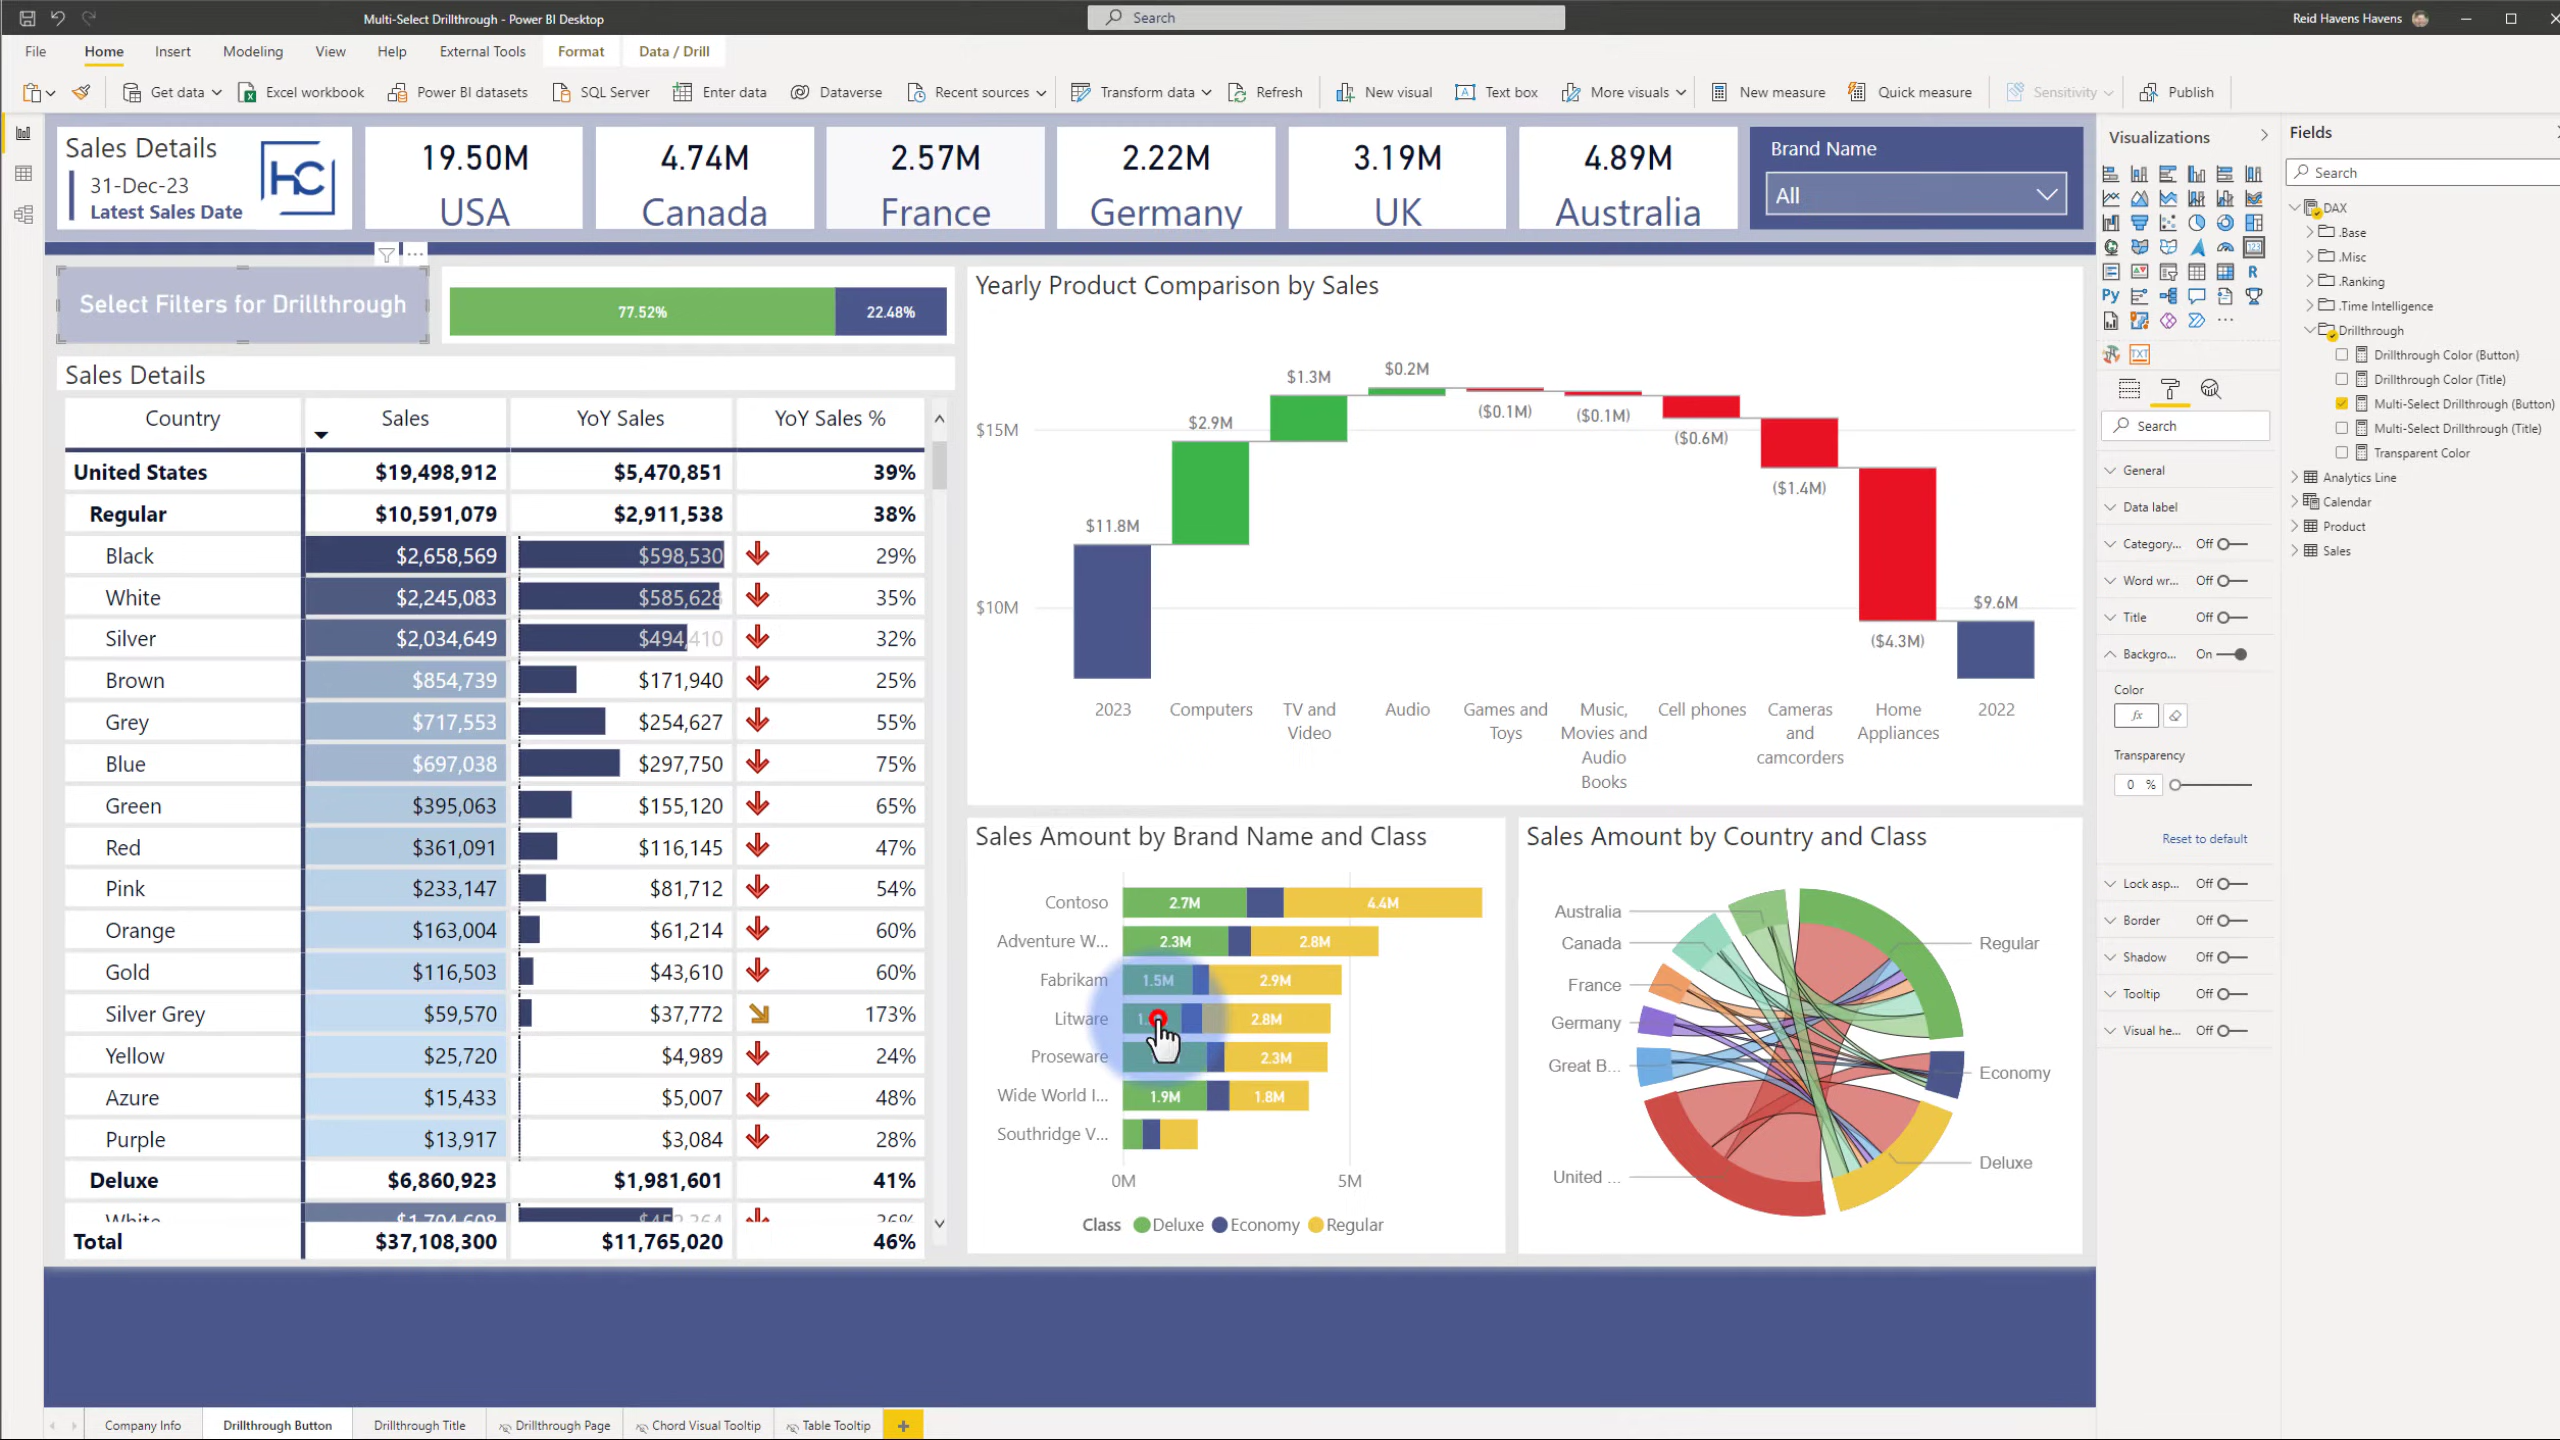 Multi-Select Drillthrough - Power BI Desktop
Search
Reid Havens Havens
File Home Insert Modeling View Help External Tools Format Data / Drill
Get data Excel workbook Power BI datasets SQL Server Enter data Dataverse Recent sources Transform data Refresh New visual Text box More visuals New measure Quick measure Sensitivity Publish
Sales Details
31-Dec-23
Latest Sales Date
HC
19.50M
USA
4.74M
Canada
2.57M
France
2.22M
Germany
3.19M
UK
4.89M
Australia
Brand Name
All
Select Filters for Drillthrough
77.52% 22.48%
Sales Details
Country Sales YoY Sales YoY Sales %
United States $19,498,912 $5,470,851 39%
Regular $10,591,079 $2,911,538 38%
Black $2,658,569 $598,530 29%
White $2,245,083 $585,628 35%
Silver $2,034,649 $494,410 32%
Brown $854,739 $171,940 25%
Grey $717,553 $254,627 55%
Blue $697,038 $297,750 75%
Green $395,063 $155,120 65%
Red $361,091 $116,145 47%
Pink $233,147 $81,712 54%
Orange $163,004 $61,214 60%
Gold $116,503 $43,610 60%
Silver Grey $59,570 $37,772 173%
Yellow $25,720 $4,989 24%
Azure $15,433 $5,007 48%
Purple $13,917 $3,084 28%
Deluxe $6,860,923 $1,981,601 41%
White
Total $37,108,300 $11,765,020 46%
Yearly Product Comparison by Sales
$15M
$10M
$11.8M
$2.9M
$1.3M
$0.2M
($0.1M)
($0.1M)
($0.6M)
($1.4M)
($4.3M)
$9.6M
2023
Computers
TV and
Video
Audio
Games and
Toys
Music,
Movies and
Audio
Books
Cell phones
Cameras
and
camcorders
Home
Appliances
2022
Sales Amount by Brand Name and Class
Contoso 2.7M 4.4M
Adventure W... 2.3M 2.8M
Fabrikam 1.5M 2.9M
Litware 2.8M
Proseware 2.3M
Wide World I... 1.9M 1.8M
Southridge V...
0M 5M
Class Deluxe Economy Regular
Sales Amount by Country and Class
Australia
Canada
France
Germany
Great B...
United ...
Regular
Economy
Deluxe
Visualizations
R
Py
TXT
Search
General
Data label
Category... Off
Word wr... Off
Title Off
Backgro... On
Color
fx
Transparency
0 %
Reset to default
Lock asp... Off
Border Off
Shadow Off
Tooltip Off
Visual he... Off
Fields
Search
DAX
.Base
.Misc
.Ranking
.Time Intelligence
Drillthrough
Drillthrough Color (Button)
Drillthrough Color (Title)
Multi-Select Drillthrough (Button)
Multi-Select Drillthrough (Title)
Transparent Color
Analytics Line
Calendar
Product
Sales
Company Info Drillthrough Button Drillthrough Title Drillthrough Page Chord Visual Tooltip Table Tooltip +